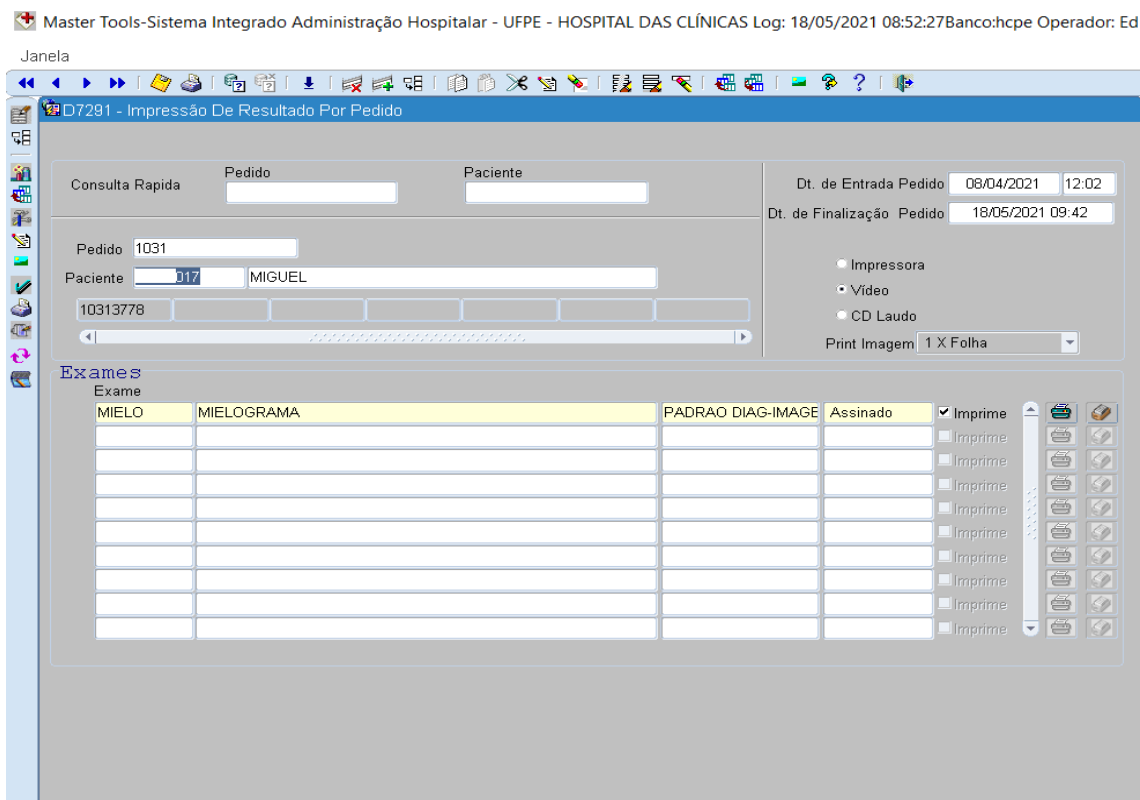 Master Tools-Sistema Integrado Administração Hospitalar - UFPE - HOSPITAL DAS CLÍNICAS Log: 18/05/2021 08:52:27Banco:hcpe Operador: Ed
Janela
D7291 - Impressão De Resultado Por Pedido
Consulta Rapida
Pedido
Paciente
Dt. de Entrada Pedido 08/04/2021 12:02
Dt. de Finalização Pedido 18/05/2021 09:42
Pedido 1031
Paciente 017 MIGUEL
10313778
Impressora
Vídeo
CD Laudo
Print Imagem 1 X Folha
Exames
Exame
MIELO MIELOGRAMA PADRAO DIAG-IMAGE Assinado Imprime
Imprime
Imprime
Imprime
Imprime
Imprime
Imprime
Imprime
Imprime
Imprime